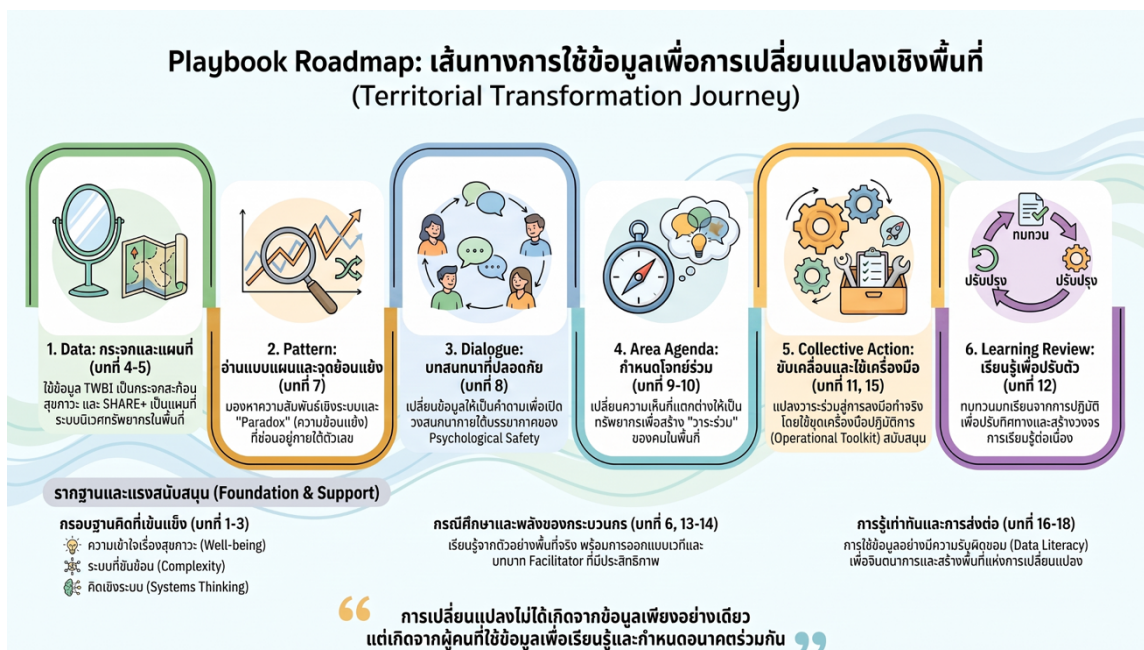 Playbook Roadmap: เส้นทางการใช้ข้อมูลเพื่อการเปลี่ยนแปลงเชิงพื้นที่
(Territorial Transformation Journey)
1. Data: กระจกและแผนที่
(บทที่ 4-5)
ใช้ข้อมูล TWBI เป็นกระจกสะท้อน
สุขภาวะ และ SHARE+ เป็นแผนที่
ระบบนิเวศทรัพยากรในพื้นที่
2. Pattern:
อ่านแบบแผนและจุดย้อนแย้ง
(บทที่ 7)
มองหาความสัมพันธ์เชิงระบบและ
"Paradox" (ความย้อนแย้ง)
ที่ซ่อนอยู่ภายใต้ตัวเลข
3. Dialogue:
บทสนทนาที่ปลอดภัย
(บทที่ 8)
เปลี่ยนข้อมูลให้เป็นคำถามเพื่อเปิด
วงสนทนาภายใต้บรรยากาศของ
Psychological Safety
4. Area Agenda:
กำหนดโจทย์ร่วม
(บทที่ 9-10)
เปลี่ยนความเห็นที่แตกต่างให้เป็น
ทรัพยากรเพื่อสร้าง "วาระร่วม"
ของคนในพื้นที่
5. Collective Action:
ขับเคลื่อนและใช้เครื่องมือ
(บทที่ 11, 15)
แปลงวาระร่วมสู่การลงมือทำจริง
โดยใช้ชุดเครื่องมือปฏิบัติการ
(Operational Toolkit) สนับสนุน
ทบทวน
ปรับปรุง
ปรับปรุง
6. Learning Review:
เรียนรู้เพื่อปรับตัว
(บทที่ 12)
ทบทวนบทเรียนจากการปฏิบัติ
เพื่อปรับทิศทางและสร้างวงจร
การเรียนรู้ต่อเนื่อง
รากฐานและแรงสนับสนุน (Foundation & Support)
กรอบฐานคิดที่เข้มแข็ง (บทที่ 1-3)
ความเข้าใจเรื่องสุขภาวะ (Well-being)
ระบบที่ซับซ้อน (Complexity)
คิดเชิงระบบ (Systems Thinking)
กรณีศึกษาและพลังของกระบวนกร (บทที่ 6, 13-14)
เรียนรู้จากตัวอย่างพื้นที่จริง พร้อมการออกแบบเวทีและ
บทบาท Facilitator ที่มีประสิทธิภาพ
การรู้เท่าทันและการส่งต่อ (บทที่ 16-18)
การใช้ข้อมูลอย่างมีความรับผิดชอบ (Data Literacy)
เพื่อจินตนาการและสร้างพื้นที่แห่งการเปลี่ยนแปลง
“ การเปลี่ยนแปลงไม่ได้เกิดจากข้อมูลเพียงอย่างเดียว
แต่เกิดจากผู้คนที่ใช้ข้อมูลเพื่อเรียนรู้และกำหนดอนาคตร่วมกัน ”